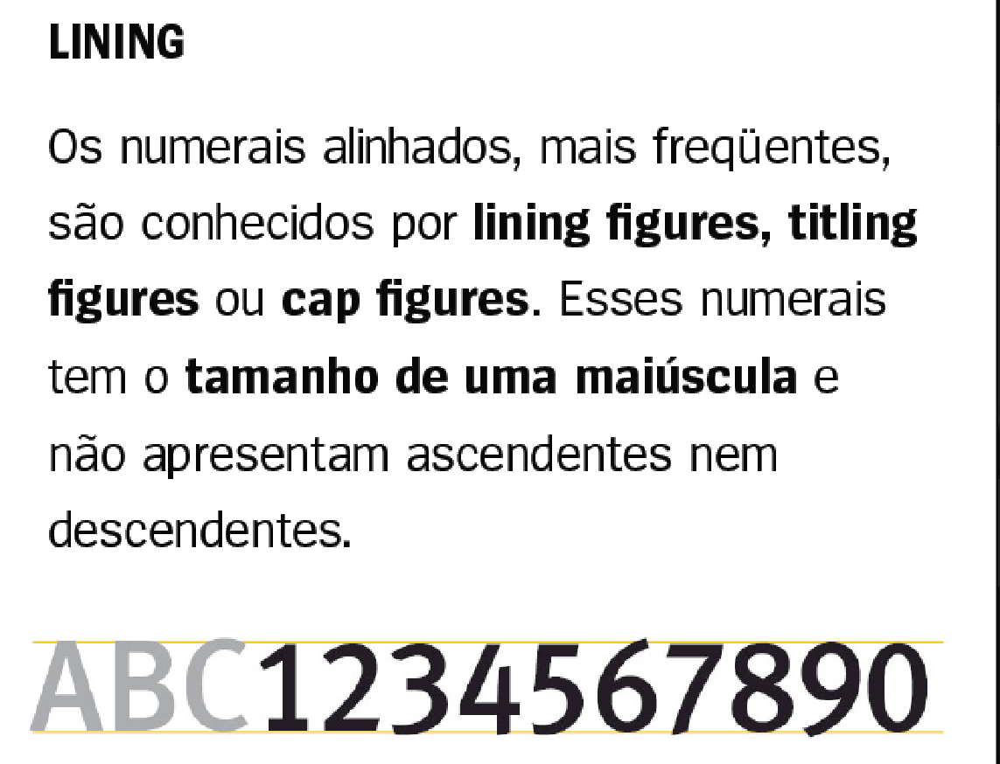 LINING
Os numerais alinhados, mais freqüentes,
são conhecidos por lining figures, titling
figures ou cap figures. Esses numerais
tem o tamanho de uma maiúscula e
não apresentam ascendentes nem
descendentes.
ABC1234567890